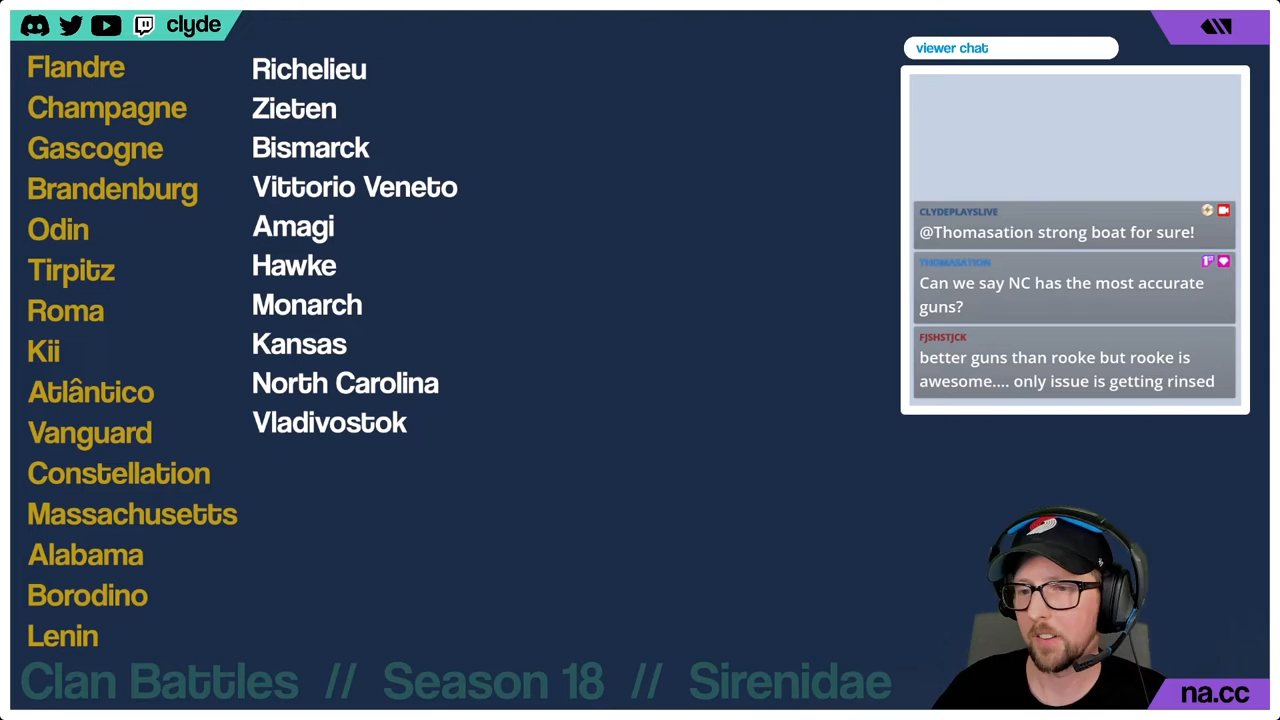 clyde
Flandre
Champagne
Gascogne
Brandenburg
Odin
Tirpitz
Roma
Kii
Atlântico
Vanguard
Constellation
Massachusetts
Alabama
Borodino
Lenin
Richelieu
Zieten
Bismarck
Vittorio Veneto
Amagi
Hawke
Monarch
Kansas
North Carolina
Vladivostok
viewer chat
CLYDEPLAYSLIVE
@Thomasation strong boat for sure!
THOMASATION
Can we say NC has the most accurate
guns?
FJSHSTJCK
better guns than rooke but rooke is
awesome.... only issue is getting rinsed
Clan Battles // Season 18 // Sirenidae
na.cc